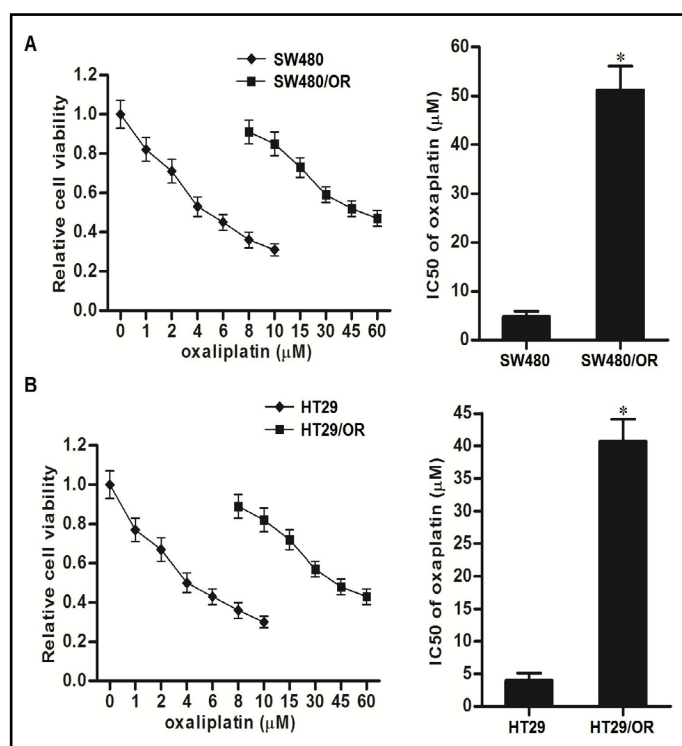 A
SW480
SW480/OR
Relative cell viability
1.2
1.0
0.8
0.6
0.4
0.2
0.0
0 1 2 4 6 8 10 15 30 45 60
oxaliplatin (μM)
IC50 of oxaplatin (μM)
60
50
40
30
20
10
0
*
SW480 SW480/OR
B
HT29
HT29/OR
Relative cell viability
1.2
1.0
0.8
0.6
0.4
0.2
0.0
0 1 2 4 6 8 10 15 30 45 60
oxaliplatin (μM)
IC50 of oxaplatin (μM)
45
40
35
30
25
20
15
10
5
0
*
HT29 HT29/OR